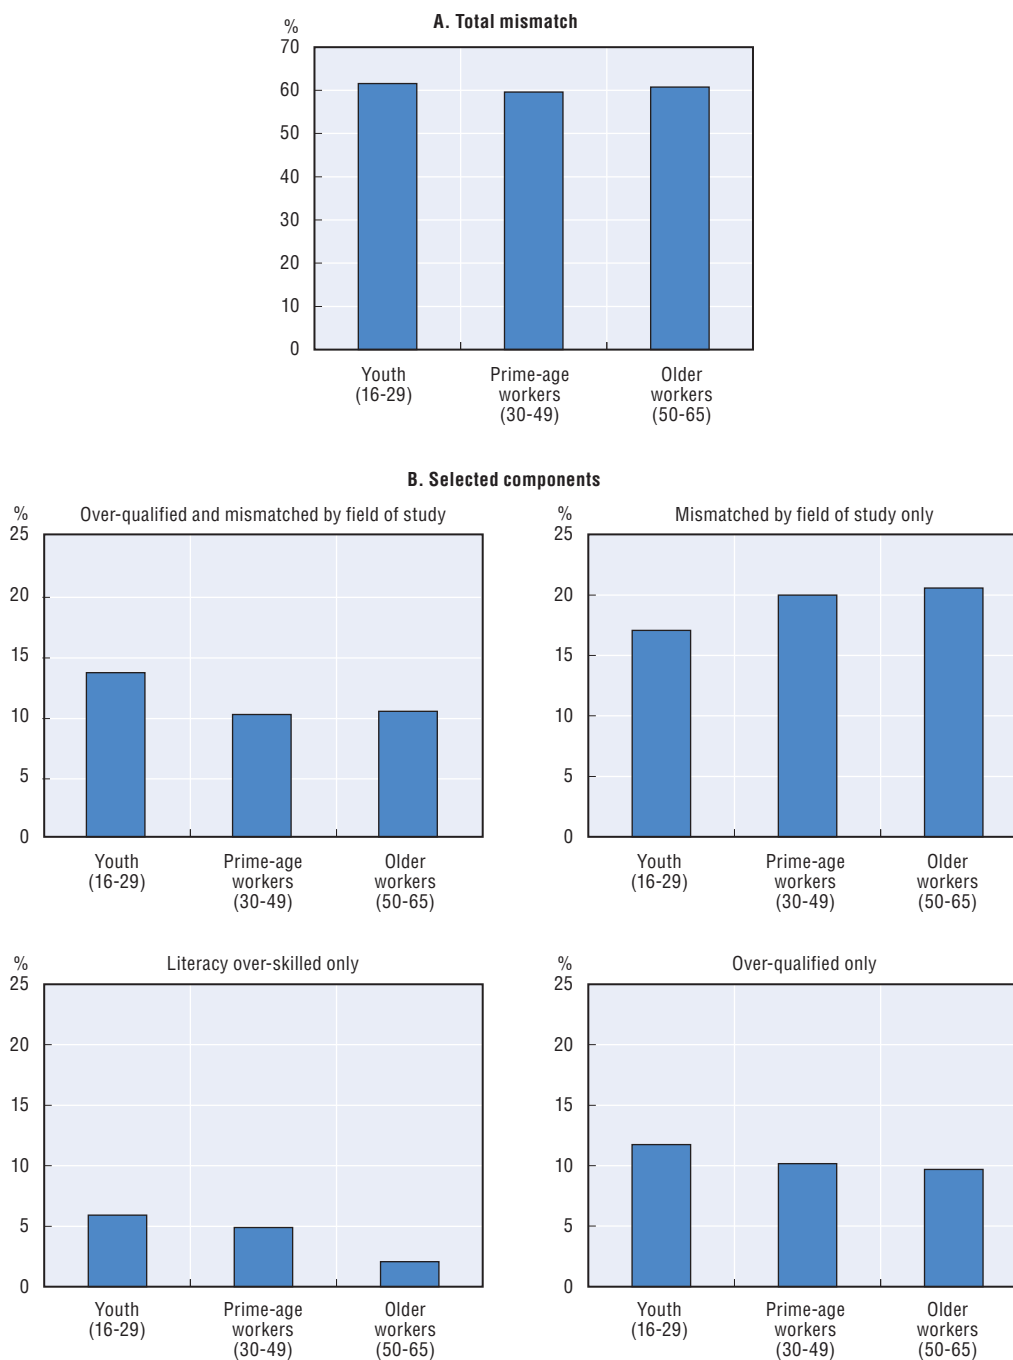 A. Total mismatch
%
70
60
50
40
30
20
10
0
Youth
(16-29)
Prime-age
workers
(30-49)
Older
workers
(50-65)
B. Selected components
%
Over-qualified and mismatched by field of study
25
20
15
10
5
0
Youth
(16-29)
Prime-age
workers
(30-49)
Older
workers
(50-65)
%
Mismatched by field of study only
25
20
15
10
5
0
Youth
(16-29)
Prime-age
workers
(30-49)
Older
workers
(50-65)
%
Literacy over-skilled only
25
20
15
10
5
0
Youth
(16-29)
Prime-age
workers
(30-49)
Older
workers
(50-65)
%
Over-qualified only
25
20
15
10
5
0
Youth
(16-29)
Prime-age
workers
(30-49)
Older
workers
(50-65)